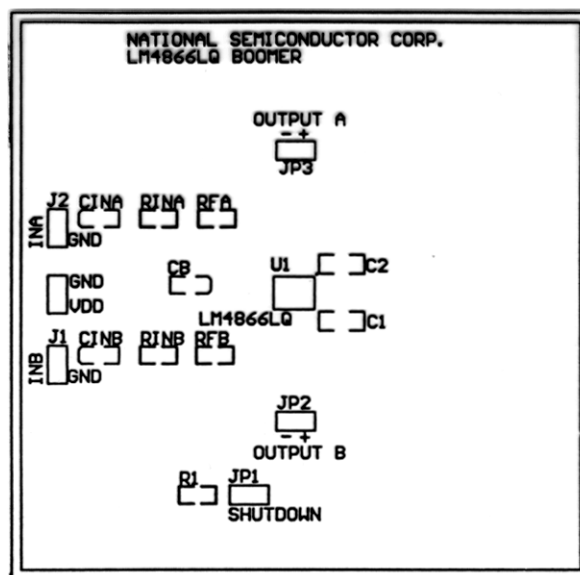 NATIONAL SEMICONDUCTOR CORP.
LM4866LQ BOOMER
OUTPUT A
- +
JP3
J2 CINA RINA RFA
INA
GND
CB U1 C2
GND
VDD
LM4866LQ C1
J1 CINB RINB RFB
INB
GND
JP2
- +
OUTPUT B
R1 JP1
SHUTDOWN